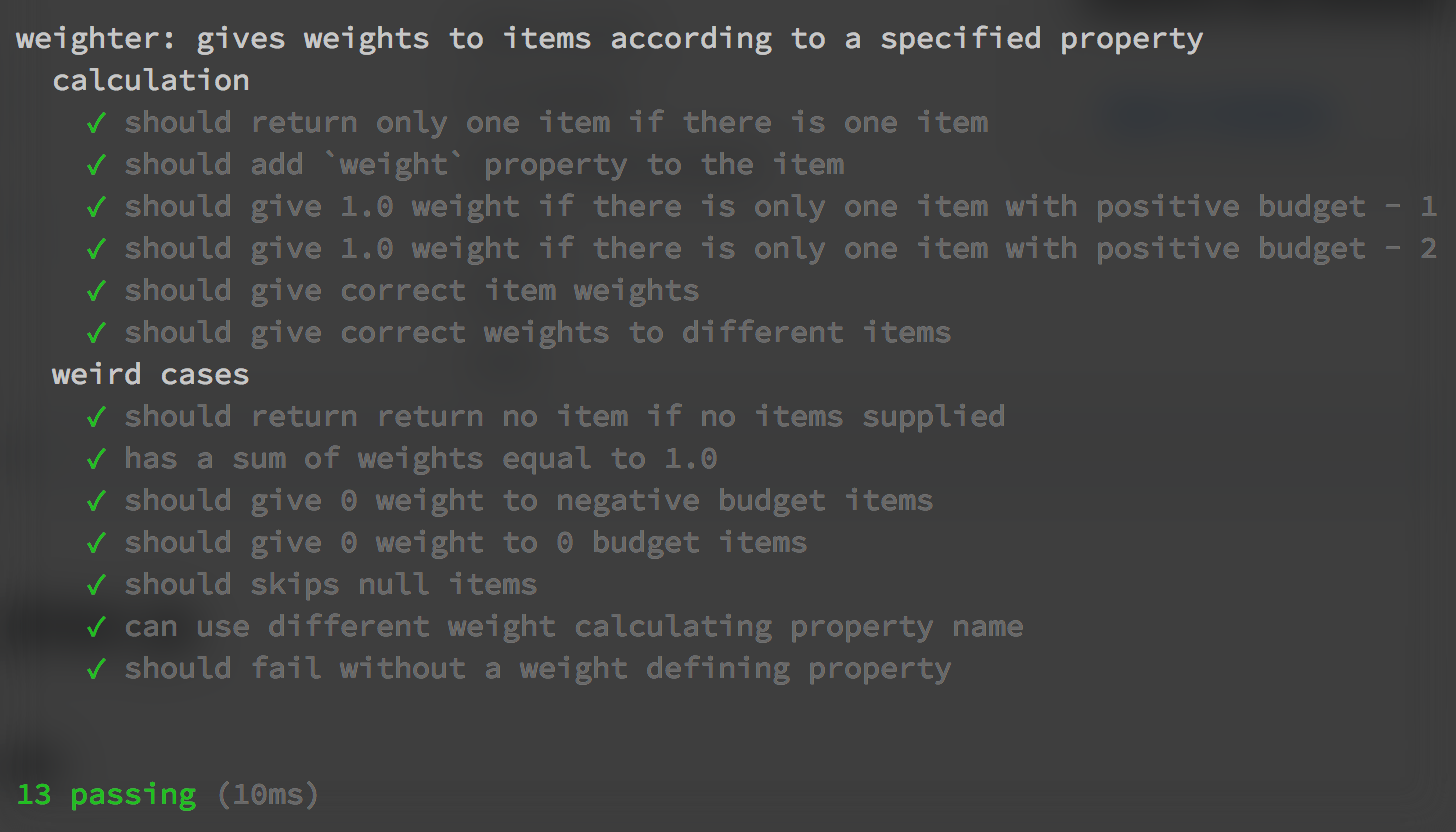 weighter: gives weights to items according to a specified property
calculation
✓ should return only one item if there is one item
✓ should add `weight` property to the item
✓ should give 1.0 weight if there is only one item with positive budget - 1
✓ should give 1.0 weight if there is only one item with positive budget - 2
✓ should give correct item weights
✓ should give correct weights to different items
weird cases
✓ should return return no item if no items supplied
✓ has a sum of weights equal to 1.0
✓ should give 0 weight to negative budget items
✓ should give 0 weight to 0 budget items
✓ should skips null items
✓ can use different weight calculating property name
✓ should fail without a weight defining property
13 passing (10ms)